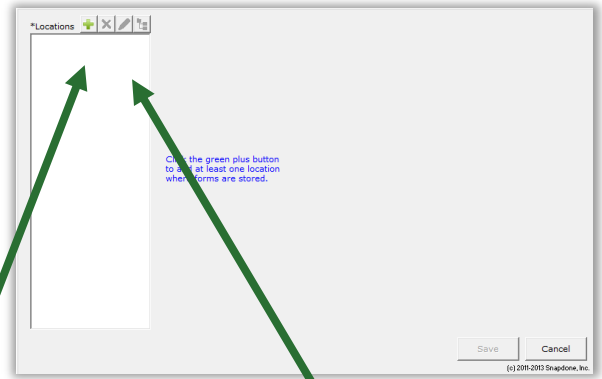 *Locations
the green plus button
to at least one location
forms are stored.
Save
Cancel
(c) 2011-2013 Snapdone, Inc.